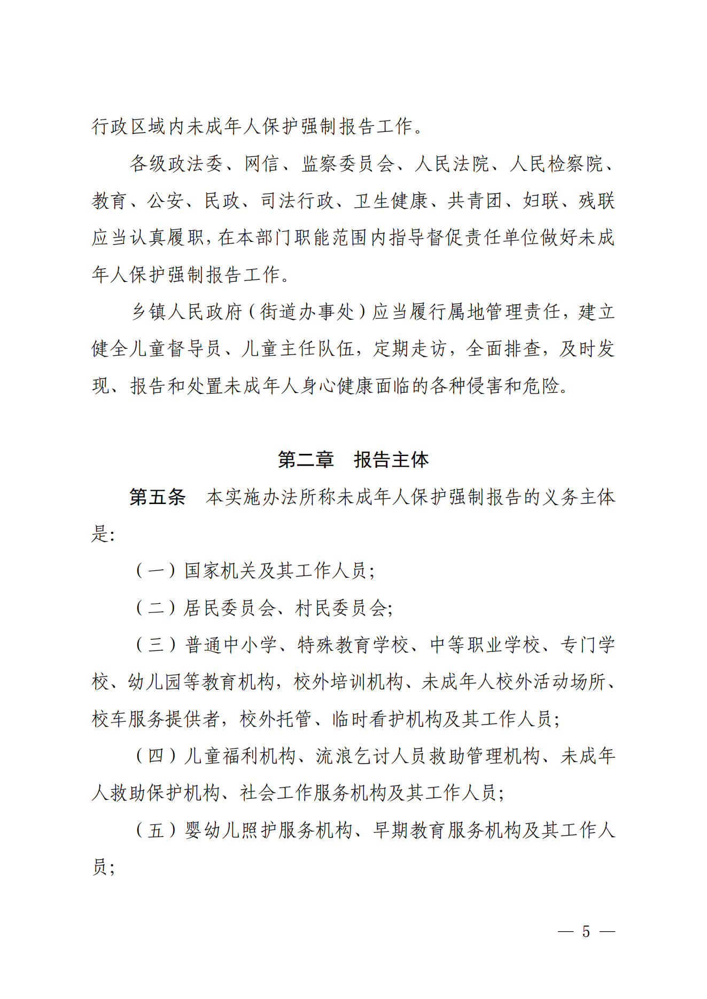 行政区域内未成年人保护强制报告工作。
各级政法委、网信、监察委员会、人民法院、人民检察院、
教育、公安、民政、司法行政、卫生健康、共青团、妇联、残联
应当认真履职,在本部门职能范围内指导督促责任单位做好未成
年人保护强制报告工作。
乡镇人民政府(街道办事处)应当履行属地管理责任,建立
健全儿童督导员、儿童主任队伍,定期走访,全面排查,及时发
现、报告和处置未成年人身心健康面临的各种侵害和危险。
第二章 报告主体
第五条 本实施办法所称未成年人保护强制报告的义务主体
是:
(一)国家机关及其工作人员;
(二)居民委员会、村民委员会;
(三)普通中小学、特殊教育学校、中等职业学校、专门学
校、幼儿园等教育机构,校外培训机构、未成年人校外活动场所、
校车服务提供者,校外托管、临时看护机构及其工作人员;
(四)儿童福利机构、流浪乞讨人员救助管理机构、未成年
人救助保护机构、社会工作服务机构及其工作人员;
(五)婴幼儿照护服务机构、早期教育服务机构及其工作人
员;
— 5 —